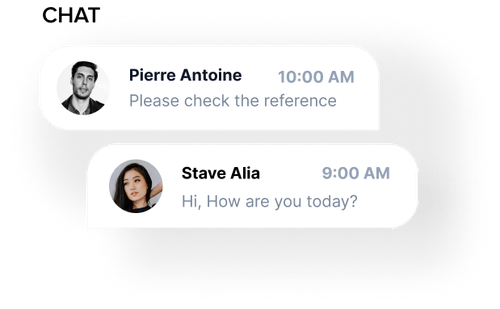 CHAT
Pierre Antoine 10:00 AM
Please check the reference
Stave Alia 9:00 AM
Hi, How are you today?